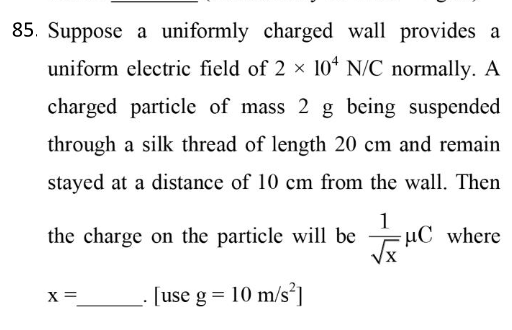 85. Suppose a uniformly charged wall provides a
uniform electric field of 2 × 10⁴ N/C normally. A
charged particle of mass 2 g being suspended
through a silk thread of length 20 cm and remain
stayed at a distance of 10 cm from the wall. Then
the charge on the particle will be 1/√x μC where
x =______. [use g = 10 m/s²]